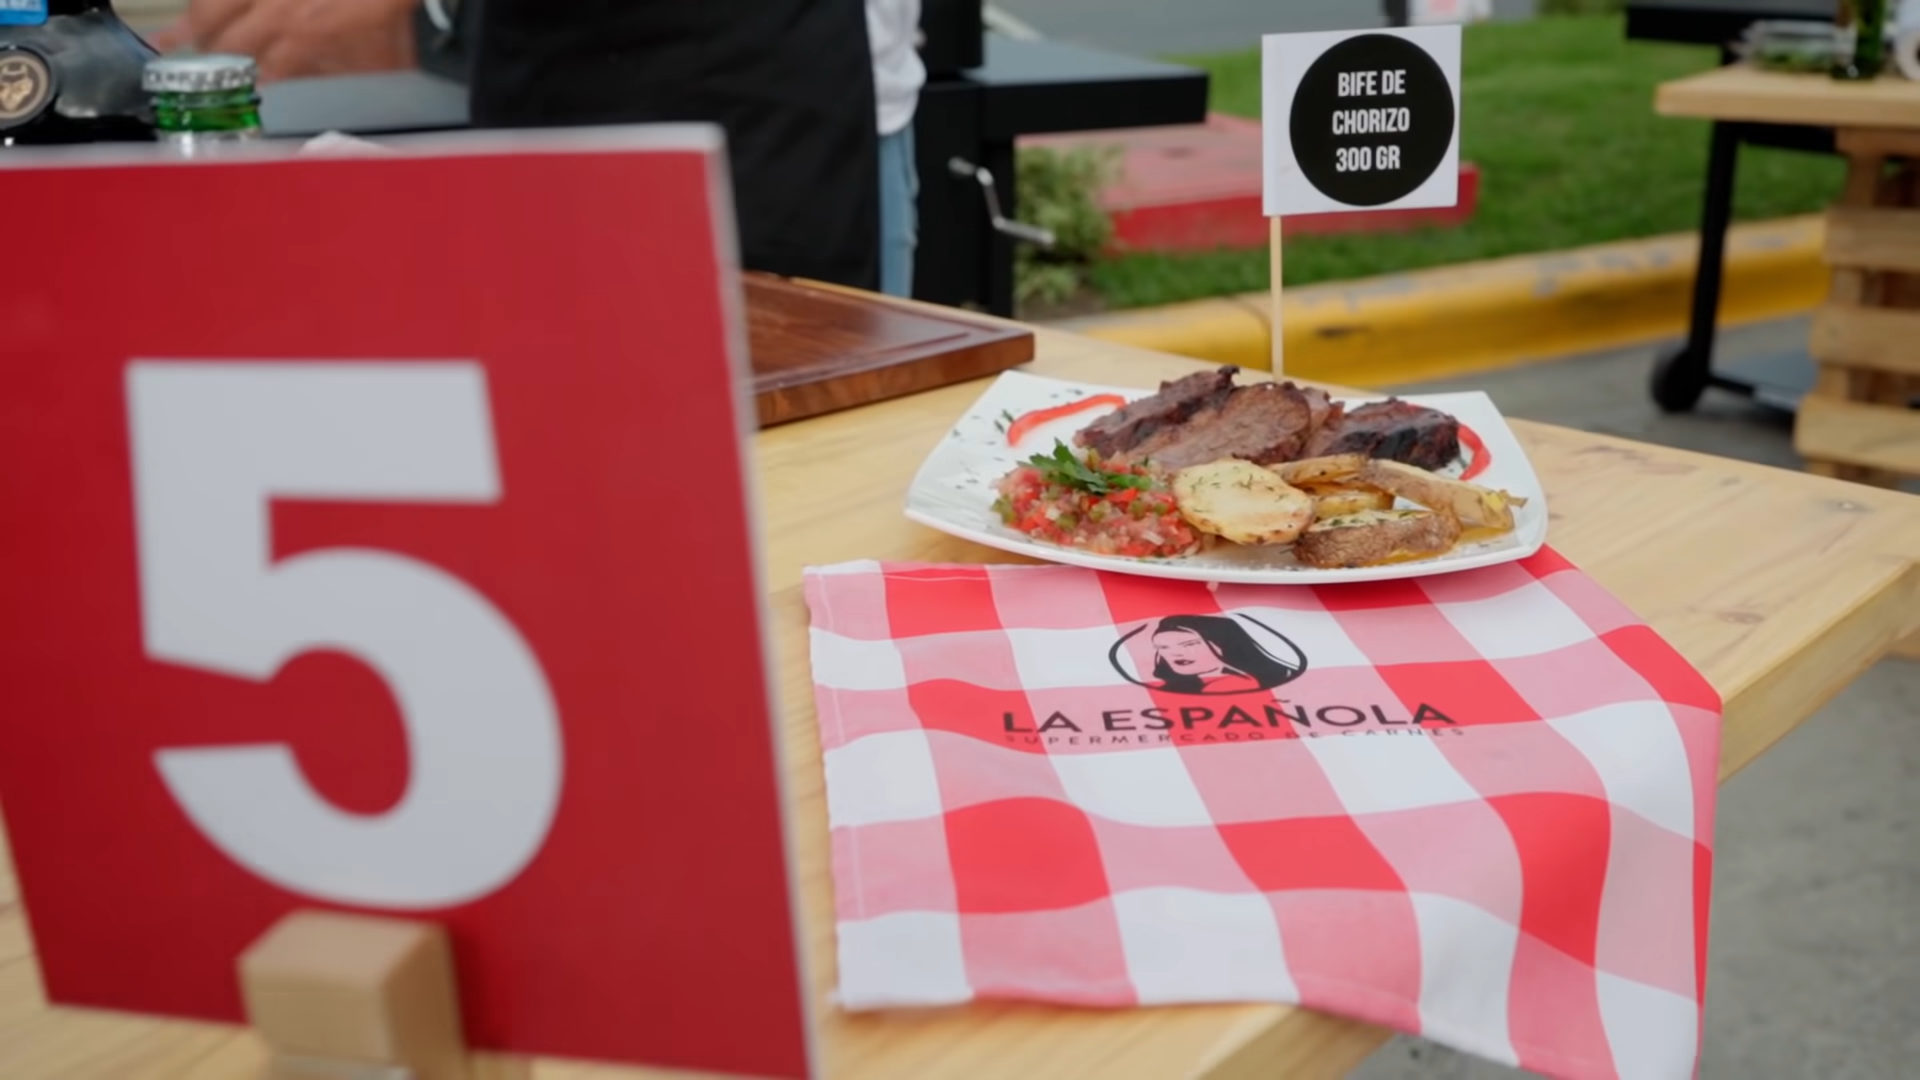 5
BIFE DE
CHORIZO
300 GR
LA ESPAÑOLA
SUPERMERCADO DE CARNES